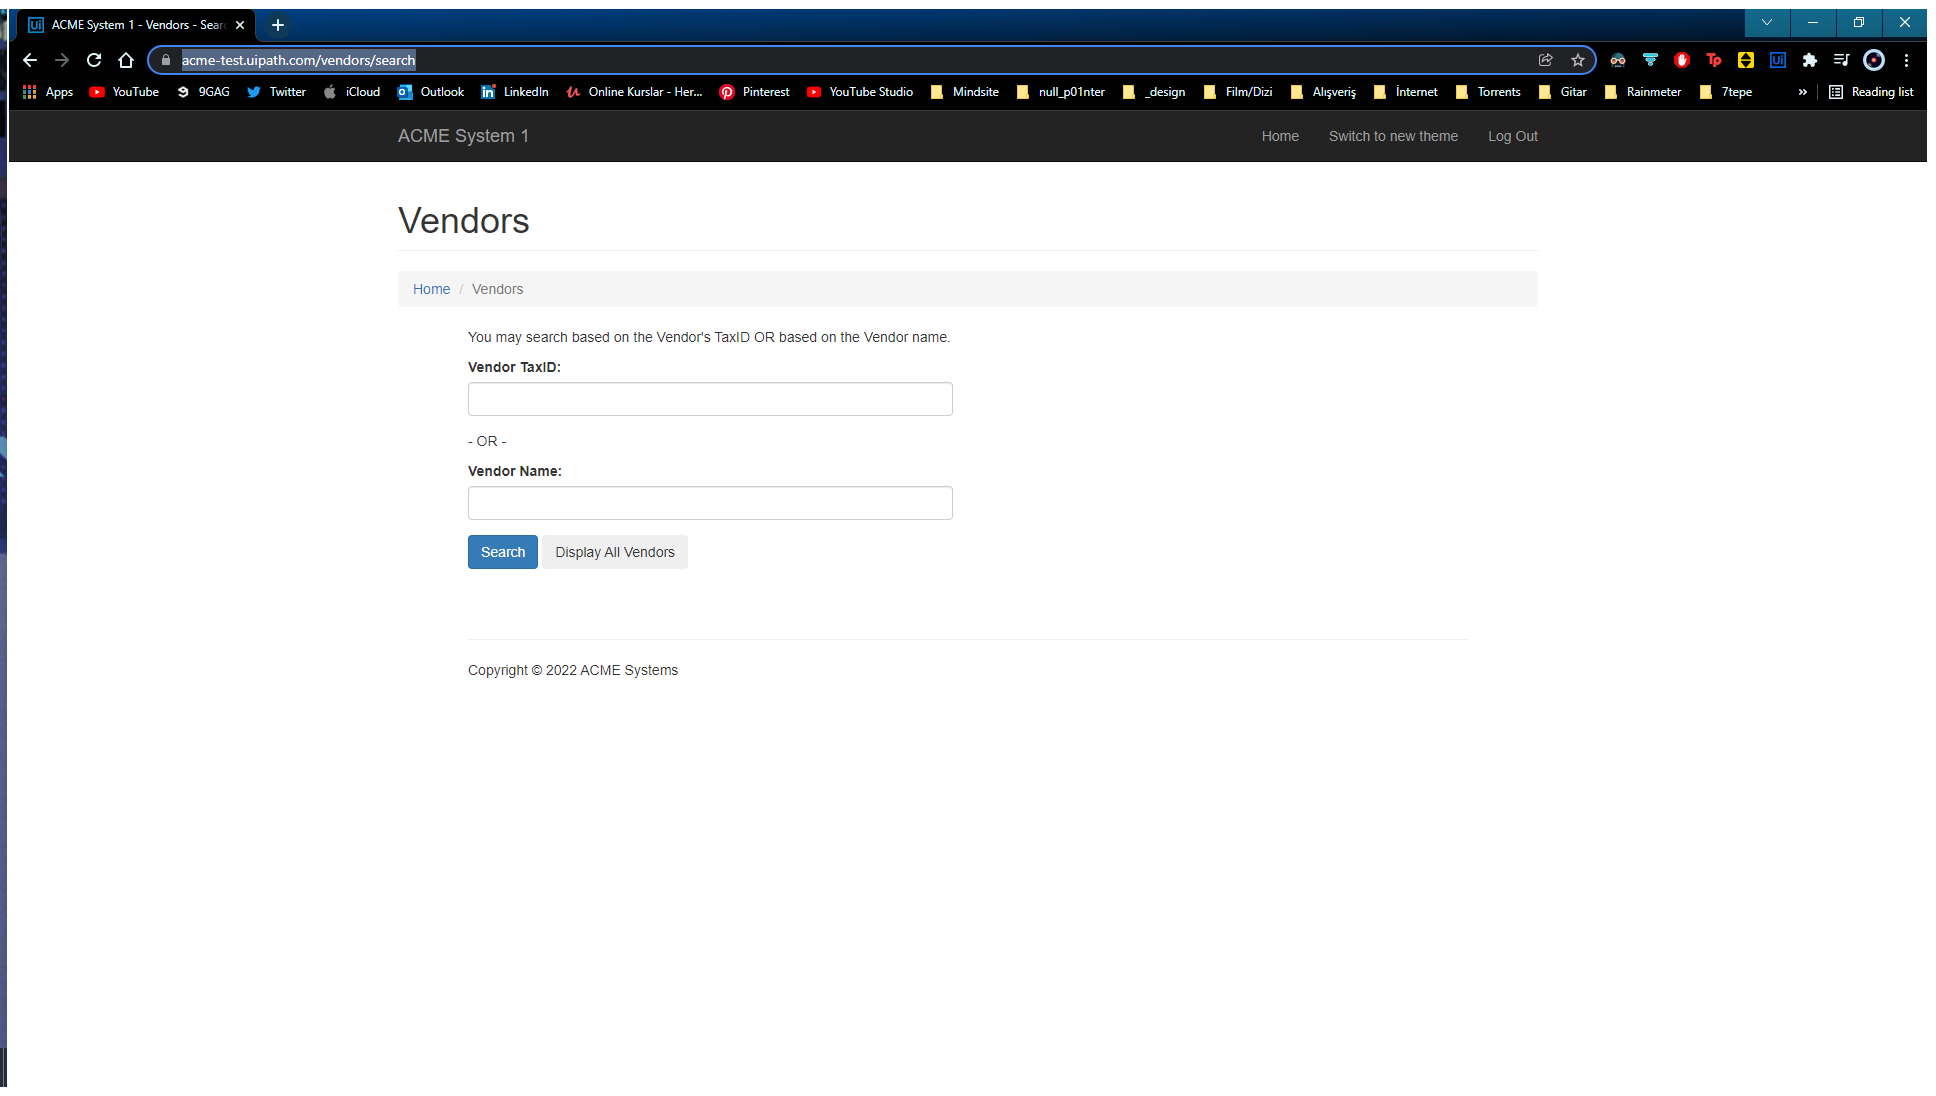 ACME System 1 - Vendors - Sear
acme-test.uipath.com/vendors/search
Apps YouTube 9GAG Twitter iCloud Outlook LinkedIn Online Kurslar - Her... Pinterest YouTube Studio Mindsite null_p01nter _design Film/Dizi Alışveriş İnternet Torrents Gitar Rainmeter 7tepe » Reading list
ACME System 1 Home Switch to new theme Log Out
Vendors
Home / Vendors
You may search based on the Vendor's TaxID OR based on the Vendor name.
Vendor TaxID:
- OR -
Vendor Name:
Search Display All Vendors
Copyright © 2022 ACME Systems